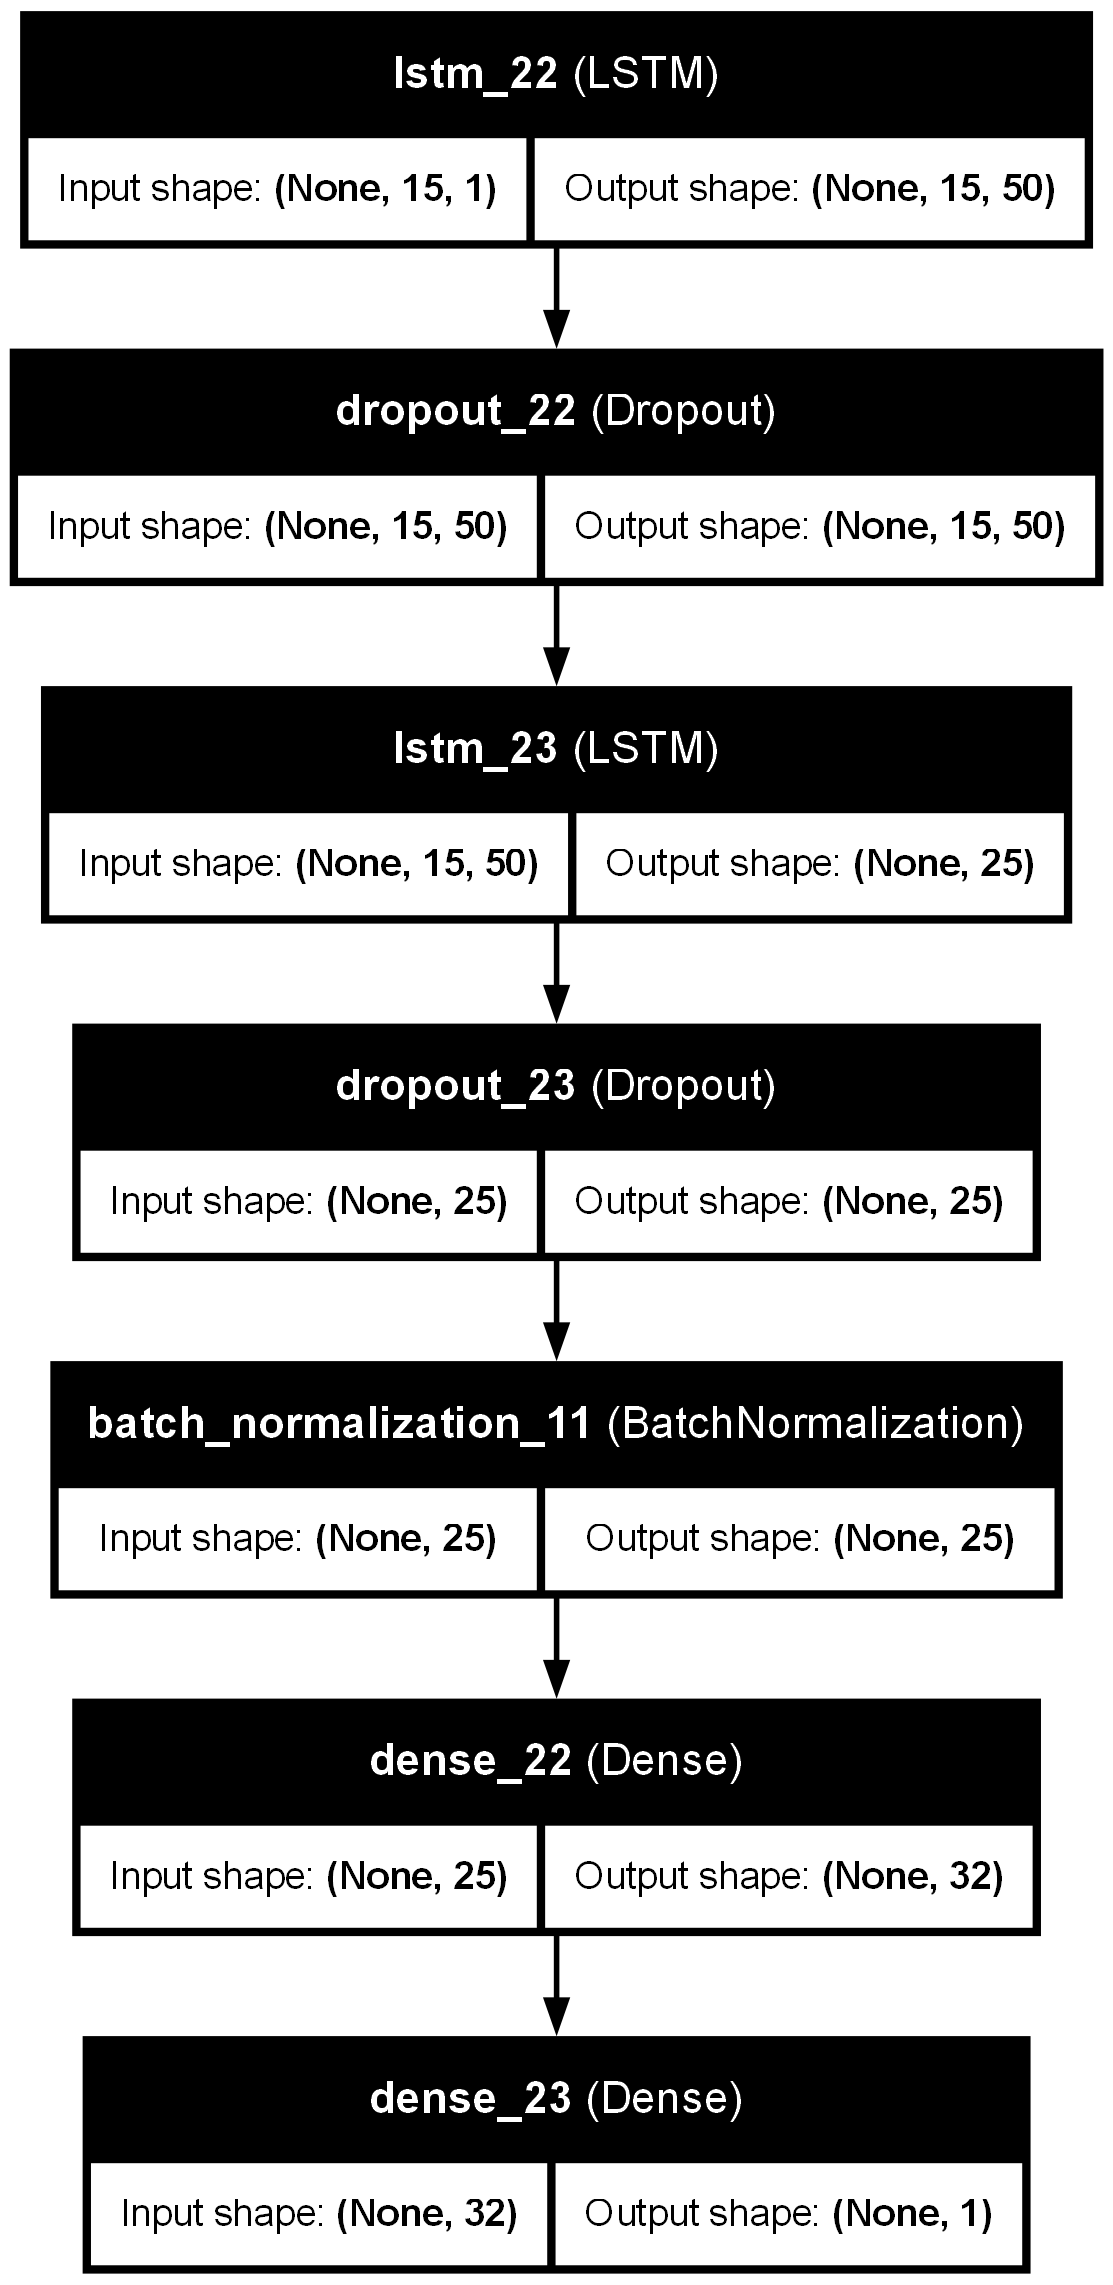 lstm_22 (LSTM)
Input shape: (None, 15, 1) Output shape: (None, 15, 50)
dropout_22 (Dropout)
Input shape: (None, 15, 50) Output shape: (None, 15, 50)
lstm_23 (LSTM)
Input shape: (None, 15, 50) Output shape: (None, 25)
dropout_23 (Dropout)
Input shape: (None, 25) Output shape: (None, 25)
batch_normalization_11 (BatchNormalization)
Input shape: (None, 25) Output shape: (None, 25)
dense_22 (Dense)
Input shape: (None, 25) Output shape: (None, 32)
dense_23 (Dense)
Input shape: (None, 32) Output shape: (None, 1)